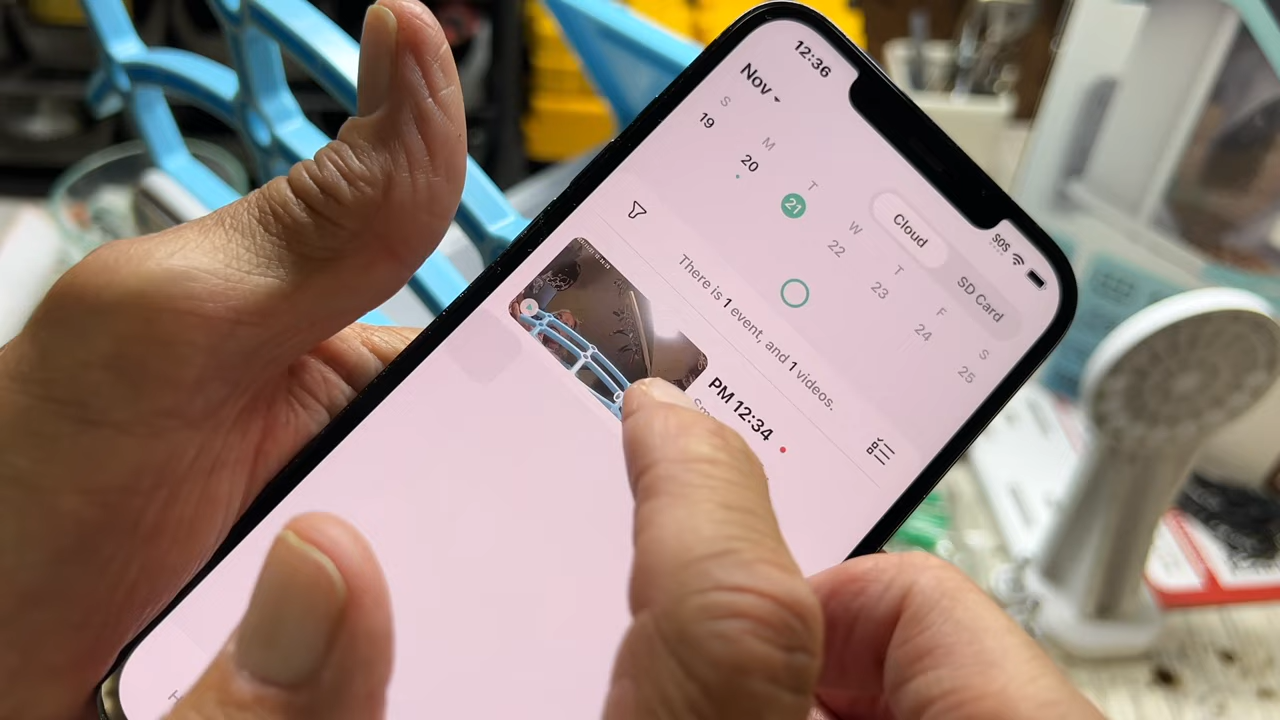 12:36
SOS
Nov
Cloud
SD Card
S M T W T F S
19 20 21 22 23 24 25
There is 1 event, and 1 videos.
PM 12:34